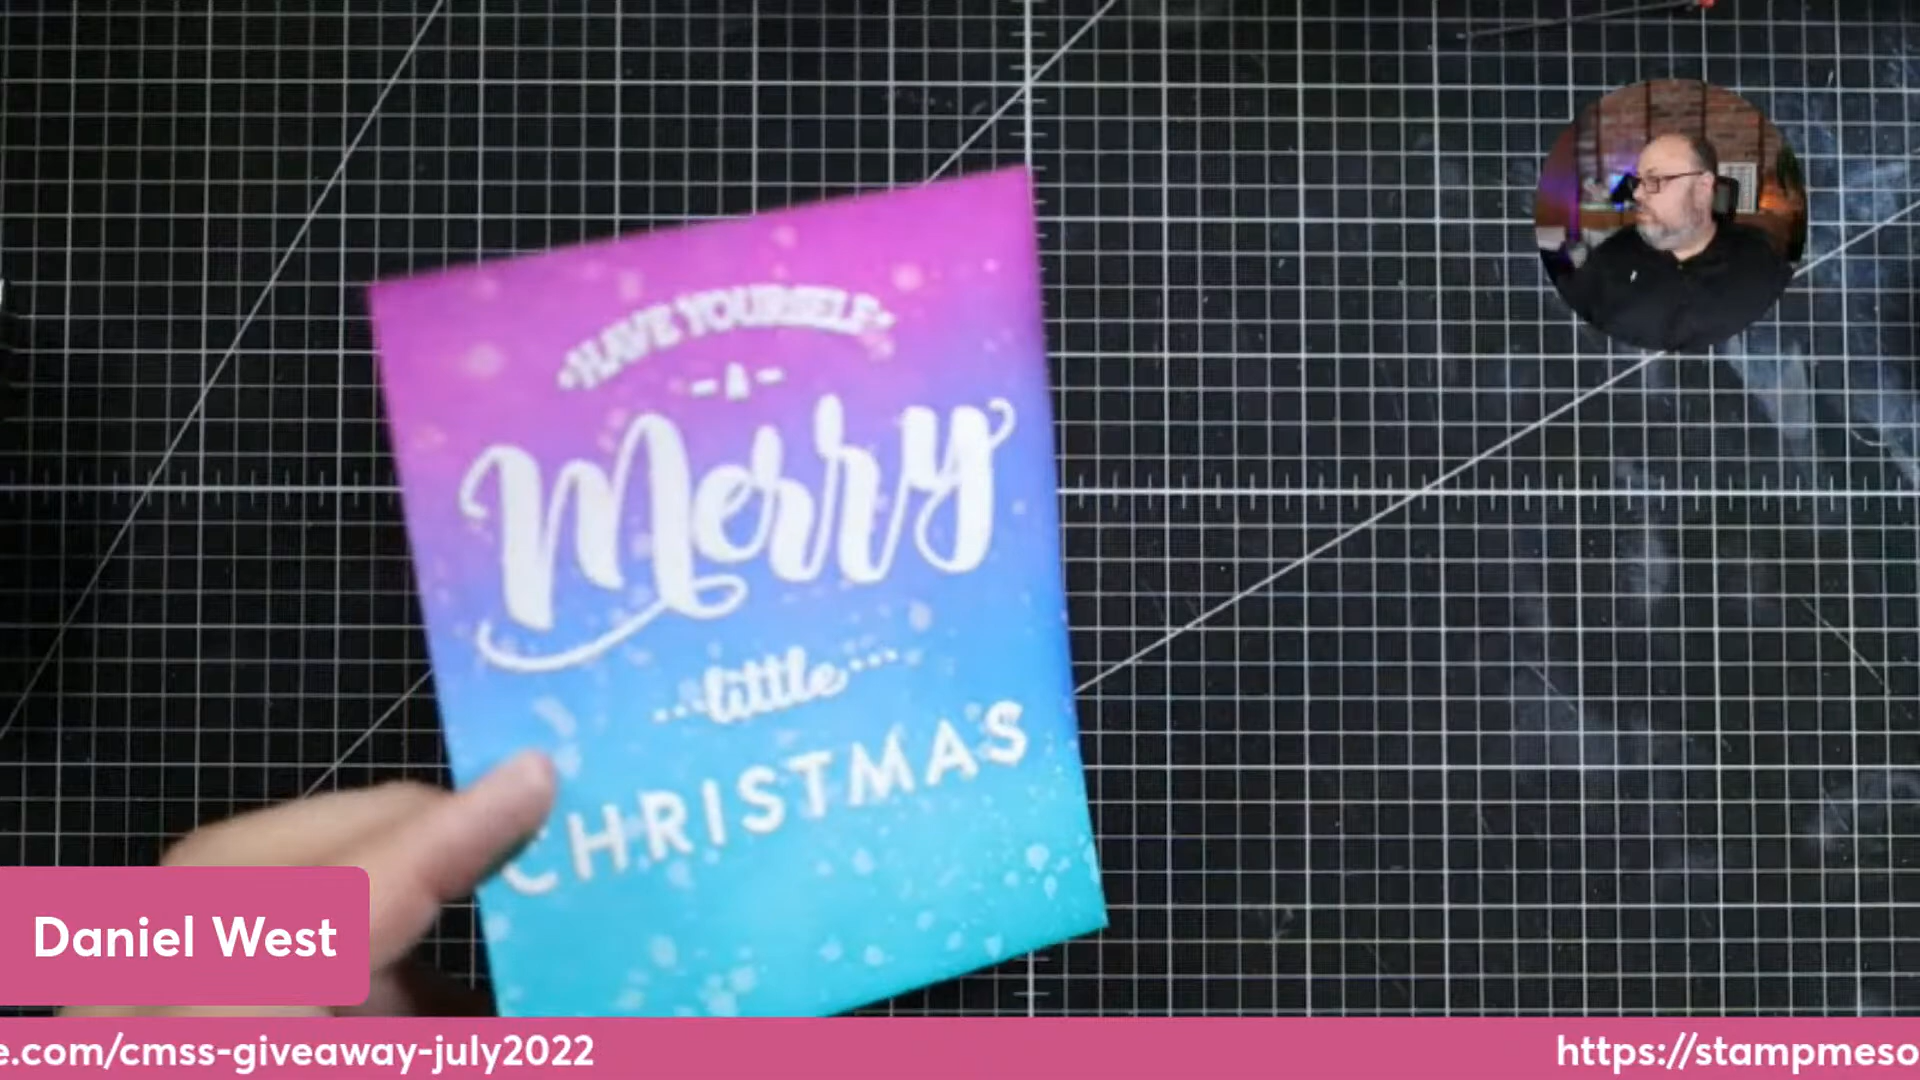 HAVE YOURSELF
- A -
Merry
...little...
CHRISTMAS
Daniel West
e.com/cmss-giveaway-july2022
https://stampmeso